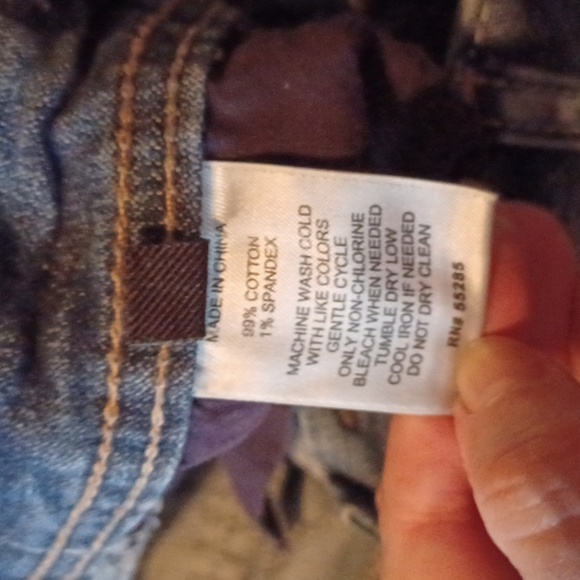 MADE IN CHINA
99% COTTON
1% SPANDEX
MACHINE WASH COLD
WITH LIKE COLORS
GENTLE CYCLE
ONLY NON-CHLORINE
BLEACH WHEN NEEDED
TUMBLE DRY LOW
COOL IRON IF NEEDED
DO NOT DRY CLEAN
RN# 55285